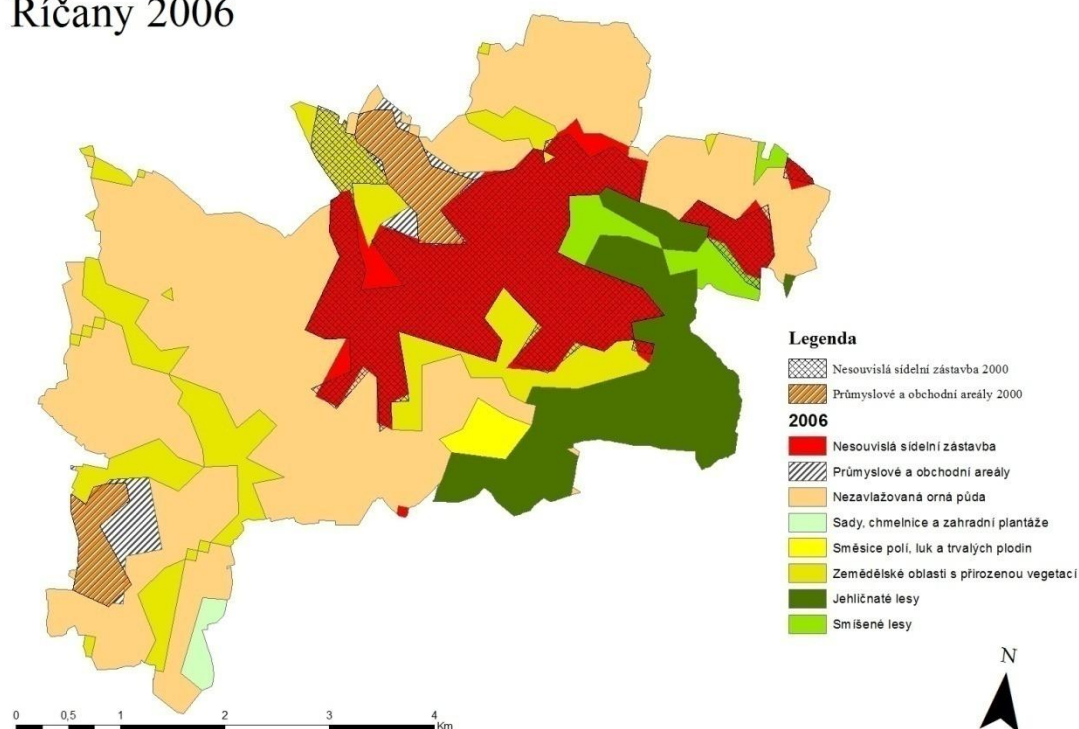 Říčany 2006
Legenda
Nesouvislá sídelní zástavba 2000
Průmyslové a obchodní areály 2000
2006
Nesouvislá sídelní zástavba
Průmyslové a obchodní areály
Nezavlažovaná orná půda
Sady, chmelnice a zahradní plantáže
Směsice polí, luk a trvalých plodin
Zemědělské oblasti s přirozenou vegetací
Jehličnaté lesy
Smíšené lesy
N
0 0,5 1 2 3 4
Km